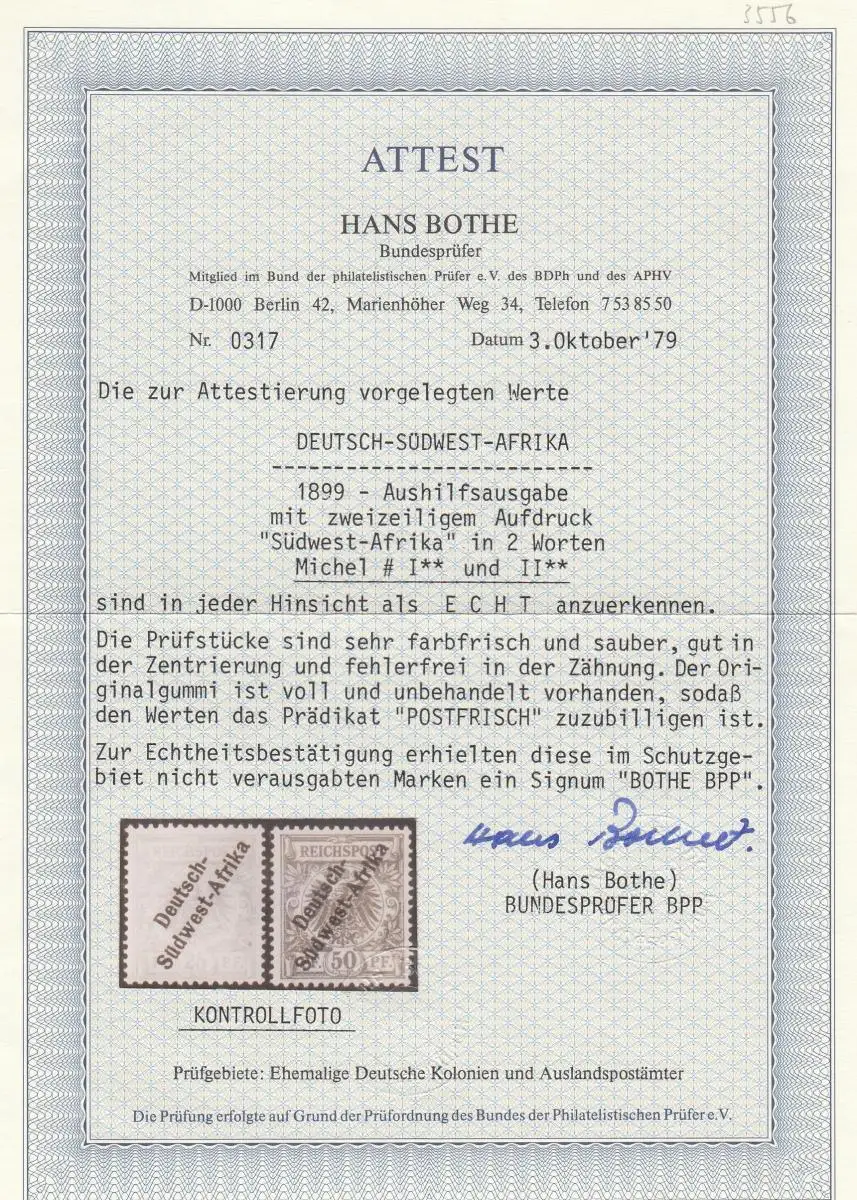 3556
ATTEST
HANS BOTHE
Bundesprüfer
Mitglied im Bund der philatelistischen Prüfer e.V. des BDPh und des APHV
D-1000 Berlin 42, Marienhöher Weg 34, Telefon 7 53 85 50
Nr. 0317 Datum 3.Oktober'79
Die zur Attestierung vorgelegten Werte
DEUTSCH-SÜDWEST-AFRIKA
--------------------------
1899 - Aushilfsausgabe
mit zweizeiligem Aufdruck
"Südwest-Afrika" in 2 Worten
Michel # I** und II**
sind in jeder Hinsicht als E C H T anzuerkennen.
Die Prüfstücke sind sehr farbfrisch und sauber, gut in
der Zentrierung und fehlerfrei in der Zähnung. Der Ori-
ginalgummi ist voll und unbehandelt vorhanden, sodaß
den Werten das Prädikat "POSTFRISCH" zuzubilligen ist.
Zur Echtheitsbestätigung erhielten diese im Schutzge-
biet nicht verausgabten Marken ein Signum "BOTHE BPP".
Hans Bothe
(Hans Bothe)
BUNDESPRÜFER BPP
Deutsch-
Südwest-Afrika
REICHSPOST
Deutsch-
Südwest-Afrika
50 PF.
KONTROLLFOTO
Prüfgebiete: Ehemalige Deutsche Kolonien und Auslandspostämter
Die Prüfung erfolgte auf Grund der Prüfordnung des Bundes der Philatelistischen Prüfer e.V.